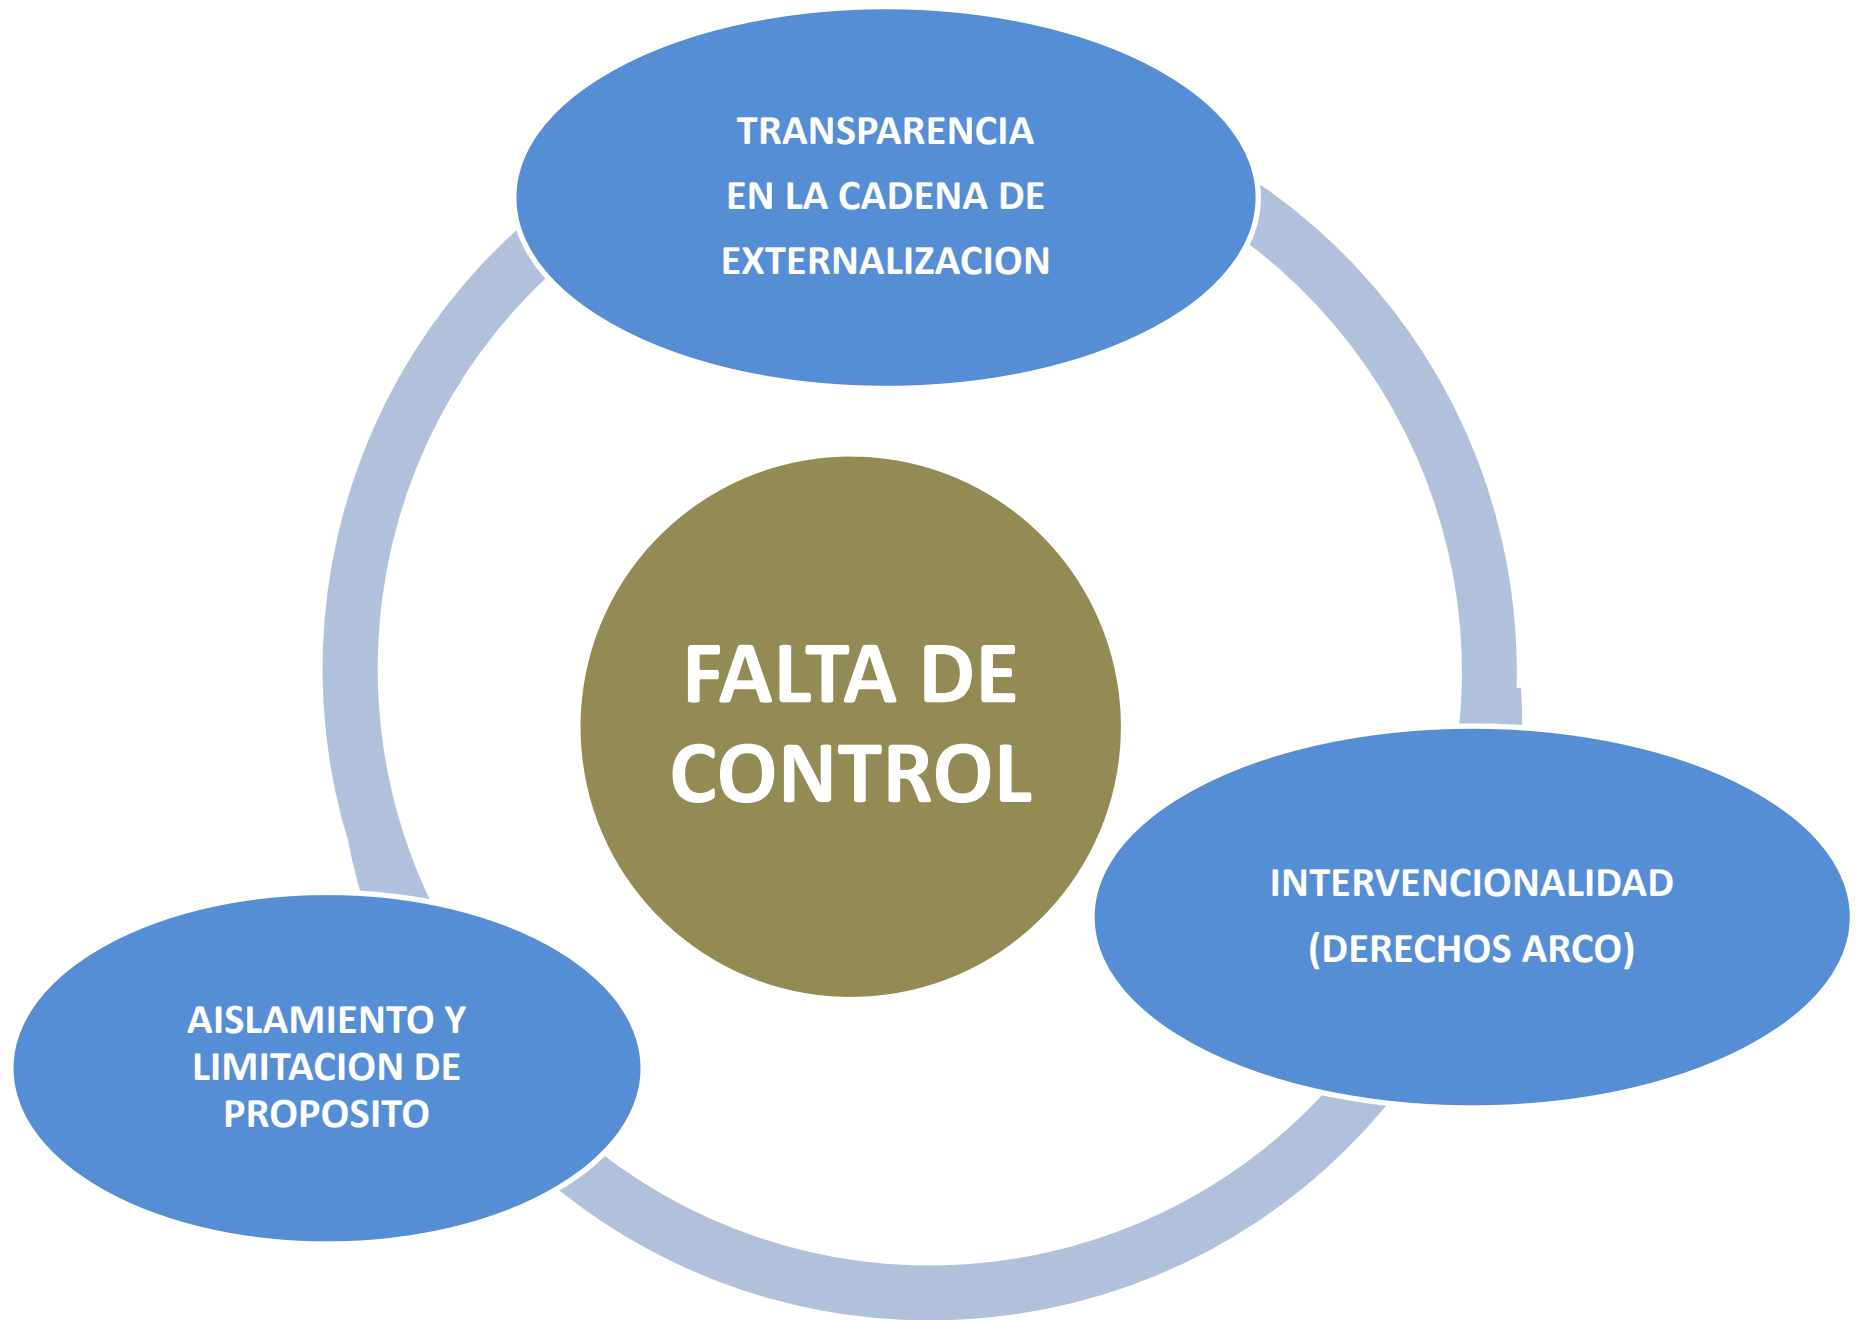 TRANSPARENCIA
EN LA CADENA DE
EXTERNALIZACION
FALTA DE
CONTROL
INTERVENCIONALIDAD
(DERECHOS ARCO)
AISLAMIENTO Y
LIMITACION DE
PROPOSITO